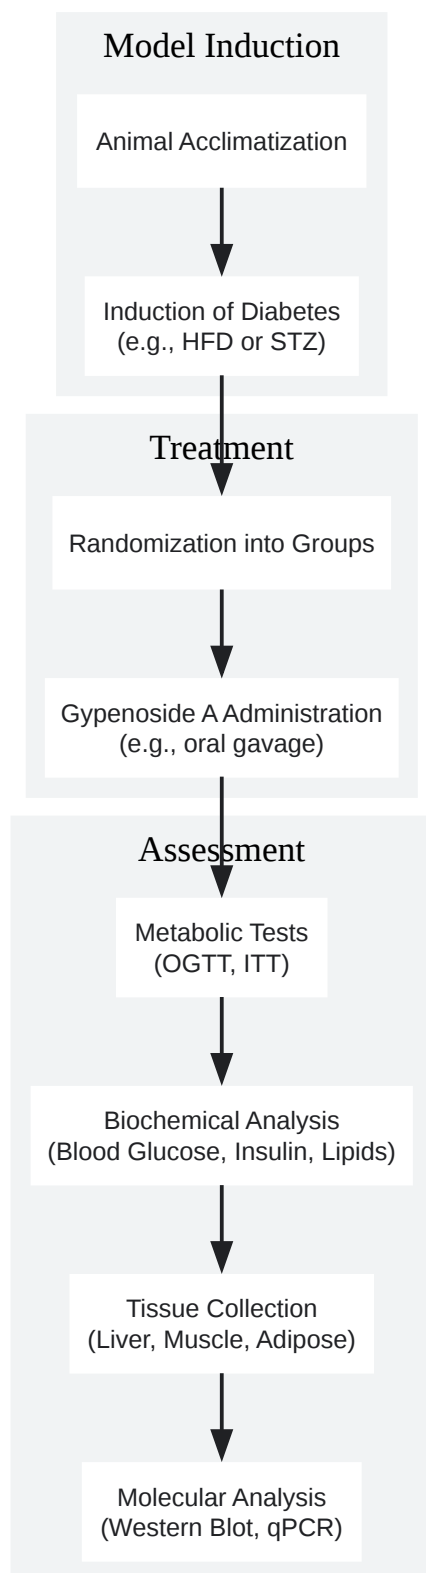 Model Induction
Animal Acclimatization
Induction of Diabetes
(e.g., HFD or STZ)
Treatment
Randomization into Groups
Gypenoside A Administration
(e.g., oral gavage)
Assessment
Metabolic Tests
(OGTT, ITT)
Biochemical Analysis
(Blood Glucose, Insulin, Lipids)
Tissue Collection
(Liver, Muscle, Adipose)
Molecular Analysis
(Western Blot, qPCR)